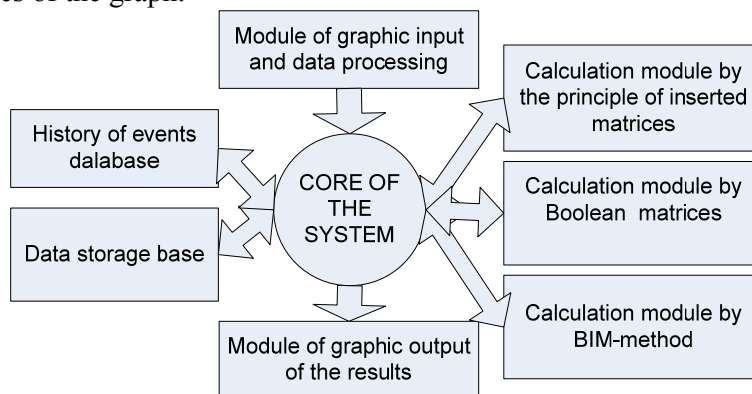 es of the graph.
Module of graphic input
and data processing
Calculation module by
the principle of inserted
matrices
History of events
dalabase
CORE OF
THE
SYSTEM
Calculation module by
Boolean matrices
Data storage base
Calculation module by
BIM-method
Module of graphic output
of the results